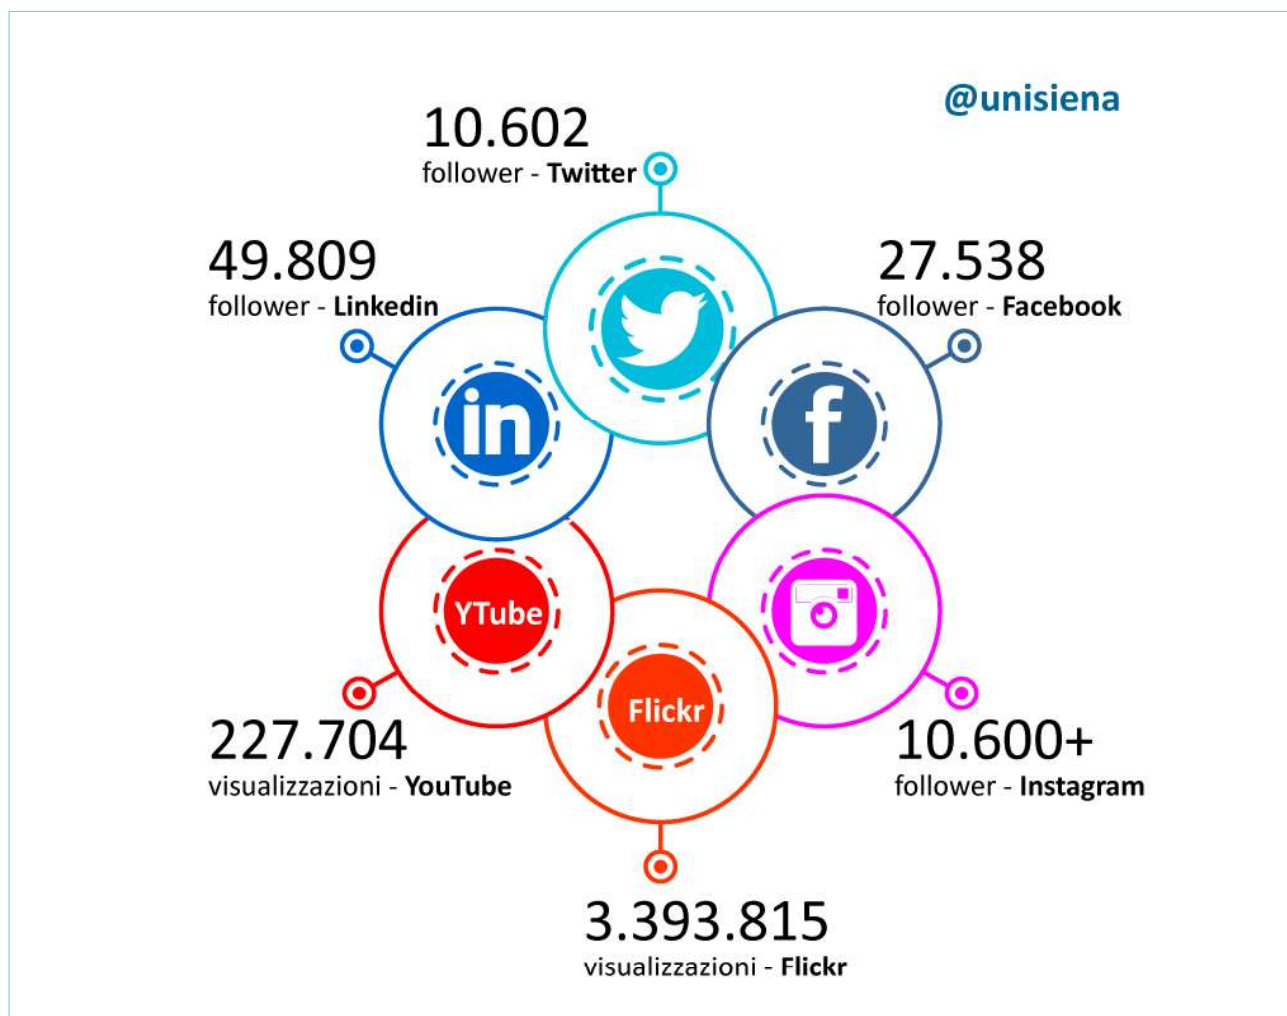 @unisiena
10.602
follower - Twitter
49.809
follower - Linkedin
27.538
follower - Facebook
in
f
YTube
Flickr
227.704
visualizzazioni - YouTube
10.600+
follower - Instagram
3.393.815
visualizzazioni - Flickr